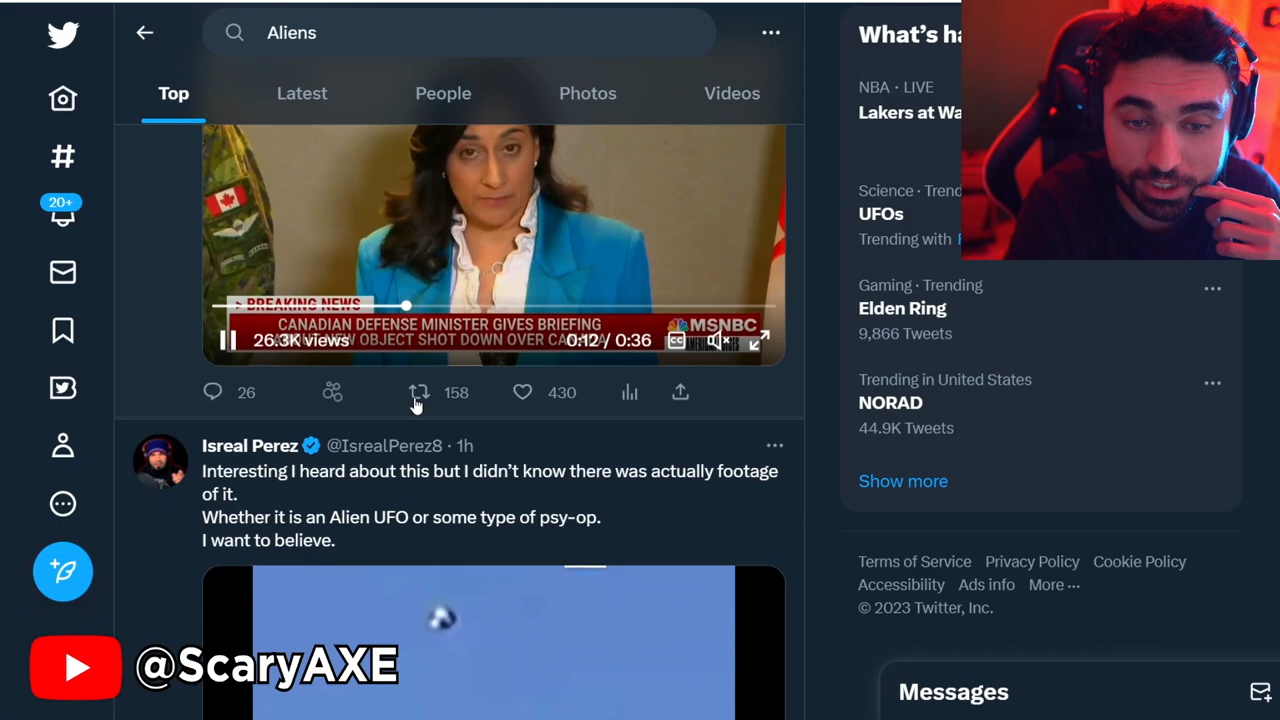 Aliens
Top
Latest
People
Photos
Videos
> BREAKING NEWS
CANADIAN DEFENSE MINISTER GIVES BRIEFING
NEW OBJECT SHOT DOWN OVER
MSNBC
26.3K views
0:12 / 0:36
CC
26
158
430
Isreal Perez @IsrealPerez8 · 1h
Interesting I heard about this but I didn't know there was actually footage
of it.
Whether it is an Alien UFO or some type of psy-op.
I want to believe.
20+
@ScaryAXE
What's ha
NBA · LIVE
Lakers at Wa
Science · Trend
UFOs
Trending with
Gaming · Trending
Elden Ring
9,866 Tweets
Trending in United States
NORAD
44.9K Tweets
Show more
Terms of Service Privacy Policy Cookie Policy
Accessibility Ads info More ···
© 2023 Twitter, Inc.
Messages